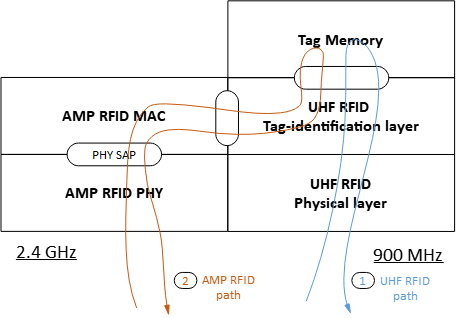 Tag Memory
AMP RFID MAC
UHF RFID
Tag-identification layer
PHY SAP
AMP RFID PHY
UHF RFID
Physical layer
2.4 GHz
900 MHz
2 AMP RFID
path
1 UHF RFID
path